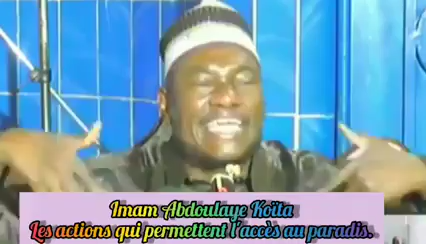 Imam Abdoulaye Koïta
Les actions qui permettent l'accès au paradis.